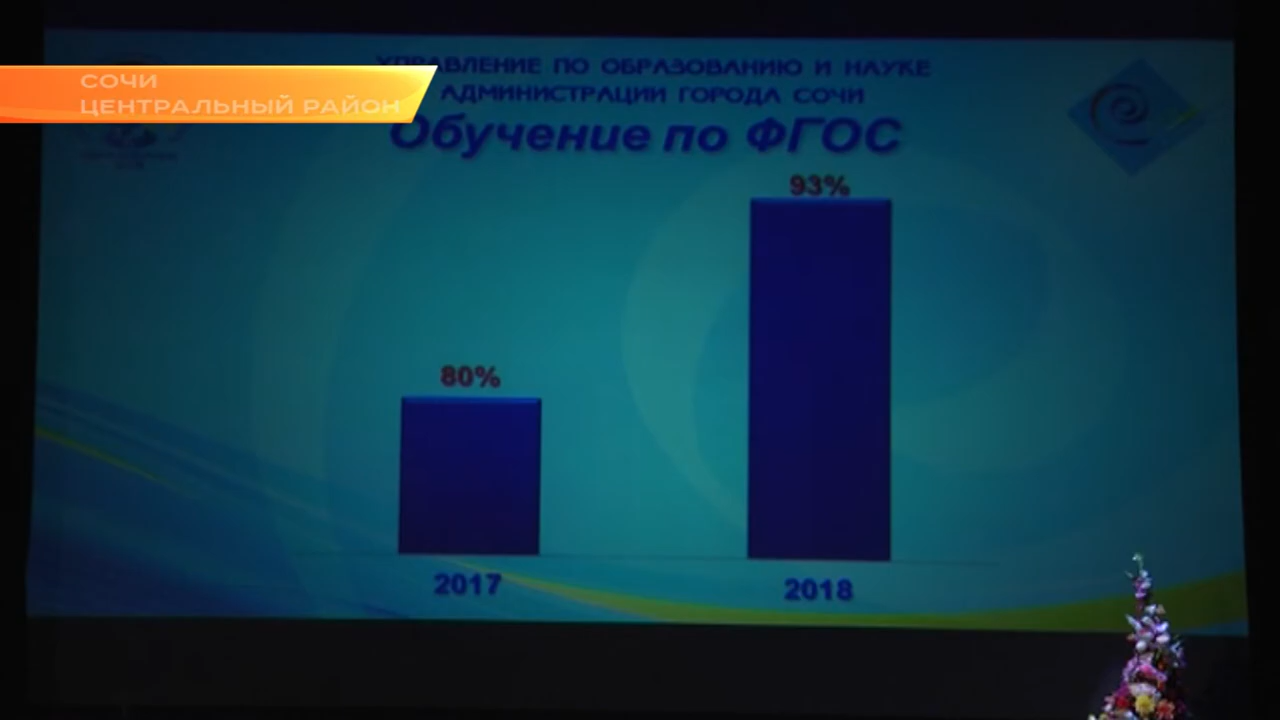 СОЧИ
ЦЕНТРАЛЬНЫЙ РАЙОН
УПРАВЛЕНИЕ ПО ОБРАЗОВАНИЮ И НАУКЕ
АДМИНИСТРАЦИИ ГОРОДА СОЧИ
Обучение по ФГОС
93%
80%
2017
2018